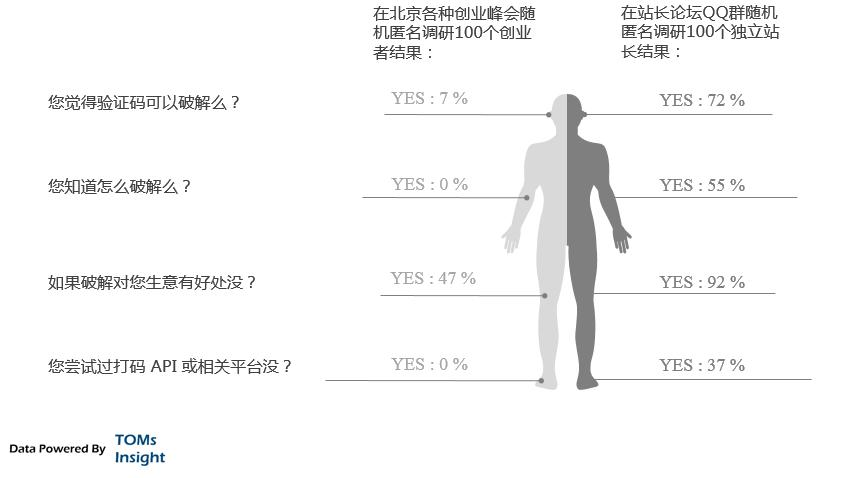 在北京各种创业峰会随
机匿名调研100个创业
者结果：
在站长论坛QQ群随机
匿名调研100个独立站
长结果：
您觉得验证码可以破解么？
YES : 7 %
YES : 72 %
您知道怎么破解么？
YES : 0 %
YES : 55 %
如果破解对您生意有好处没？
YES : 47 %
YES : 92 %
您尝试过打码 API 或相关平台没？
YES : 0 %
YES : 37 %
Data Powered By
TOMs
Insight